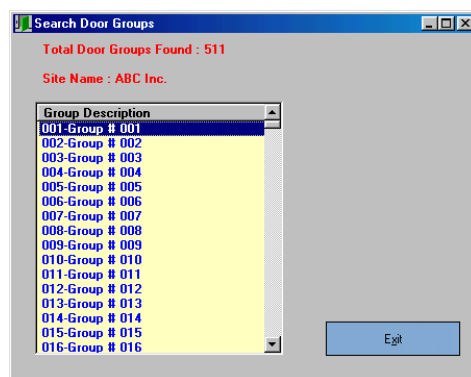 Search Door Groups
Total Door Groups Found : 511
Site Name : ABC Inc.
Group Description
001-Group # 001
002-Group # 002
003-Group # 003
004-Group # 004
005-Group # 005
006-Group # 006
007-Group # 007
008-Group # 008
009-Group # 009
010-Group # 010
011-Group # 011
012-Group # 012
013-Group # 013
014-Group # 014
015-Group # 015
016-Group # 016
Exit